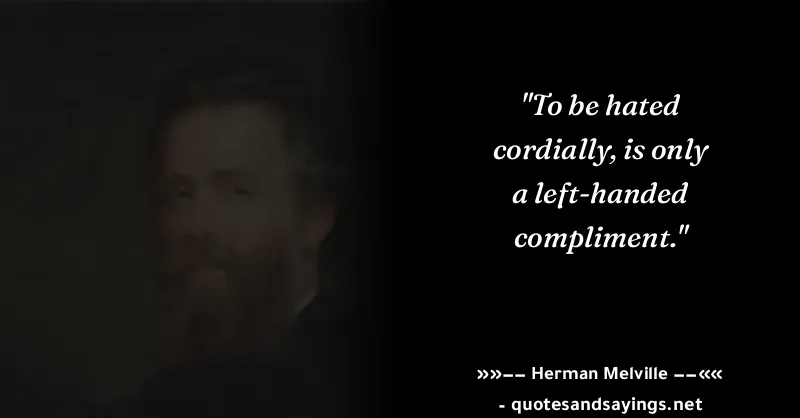 "To be hated
cordially, is only
a left-handed
compliment."
»»—— Herman Melville ——««
- quotesandsayings.net